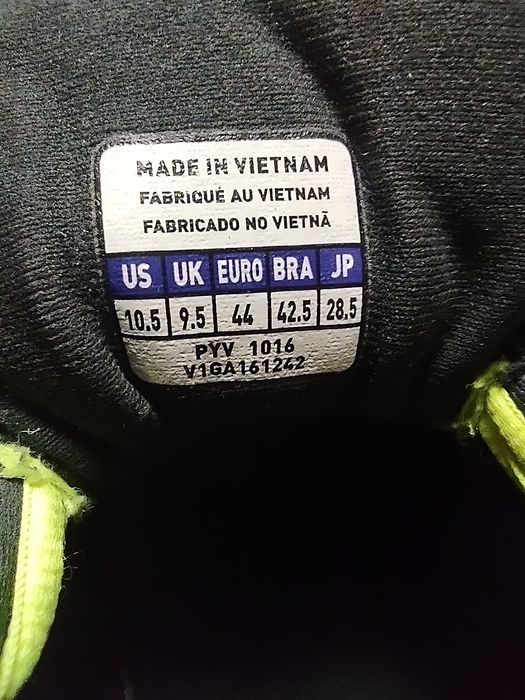 MADE IN VIETNAM
FABRIQUÉ AU VIETNAM
FABRICADO NO VIETNÃ
US UK EURO BRA JP
10.5 9.5 44 42.5 28.5
PYV 1016
V1GA161242